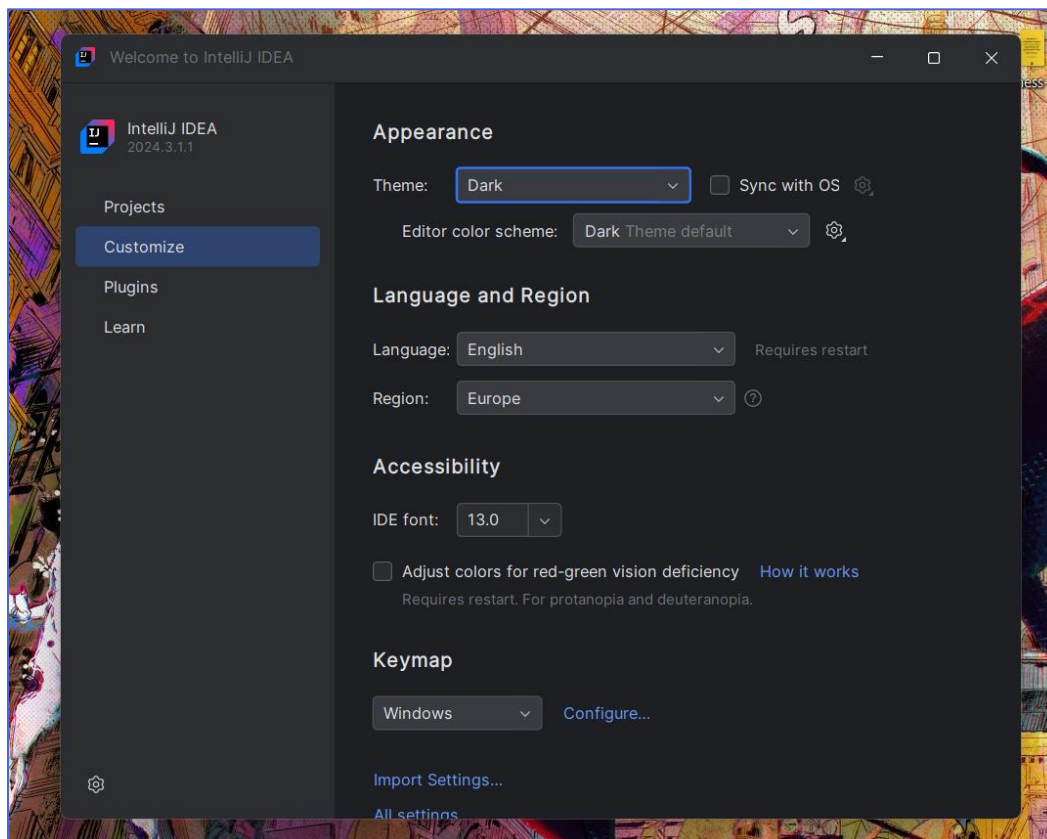 Welcome to IntelliJ IDEA
IntelliJ IDEA
2024.3.1.1
Projects
Customize
Plugins
Learn
Appearance
Theme: Dark Sync with OS
Editor color scheme: Dark Theme default
Language and Region
Language: English Requires restart
Region: Europe ?
Accessibility
IDE font: 13.0
Adjust colors for red-green vision deficiency How it works
Requires restart. For protanopia and deuteranopia.
Keymap
Windows Configure...
Import Settings...
All settings